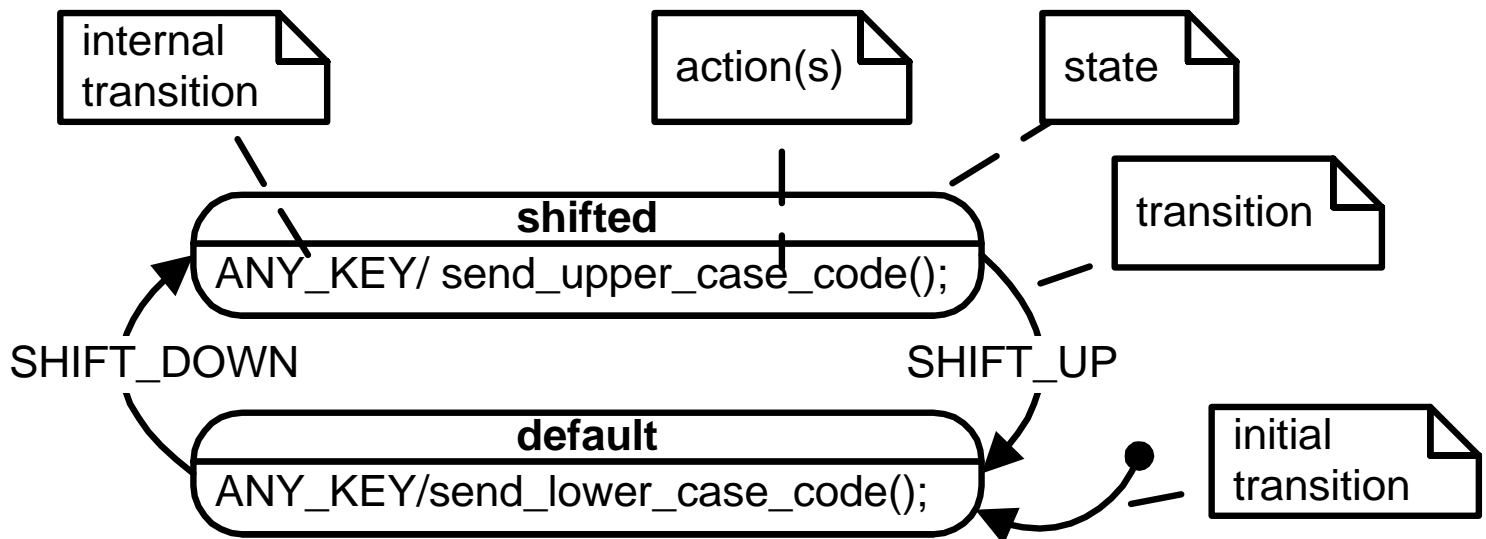 internal
transition
action(s)
state
transition
shifted
ANY_KEY/ send_upper_case_code();
SHIFT_DOWN
SHIFT_UP
default
ANY_KEY/send_lower_case_code();
initial
transition